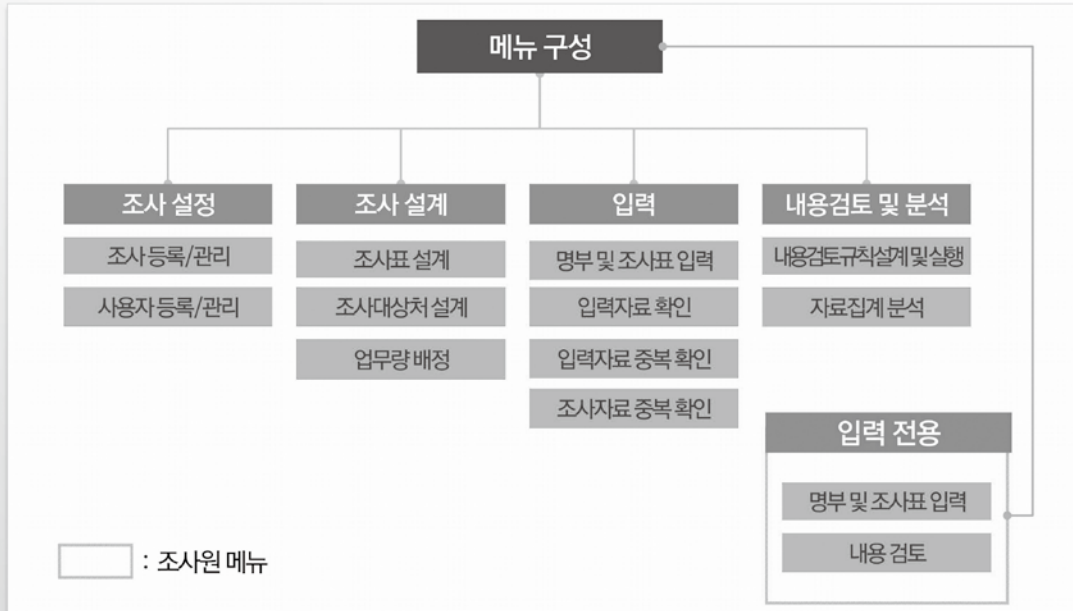 메뉴 구성
조사 설정
조사 등록/관리
사용자 등록/관리
조사 설계
조사표 설계
조사대상처 설계
업무량 배정
입력
명부 및 조사표 입력
입력자료 확인
입력자료 중복 확인
조사자료 중복 확인
내용검토 및 분석
내용검토규칙설계 및 실행
자료집계 분석
입력 전용
명부 및 조사표 입력
내용 검토
: 조사원 메뉴